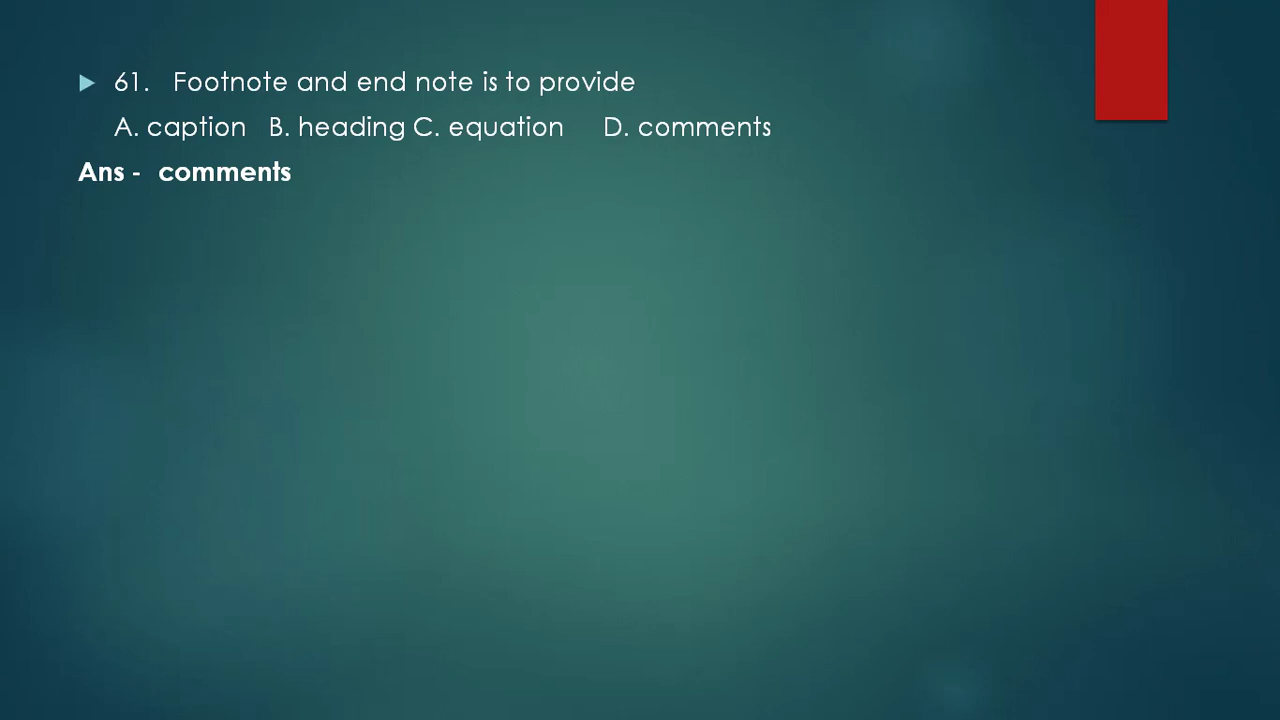 61. Footnote and end note is to provide
A. caption B. heading C. equation D. comments
Ans - comments